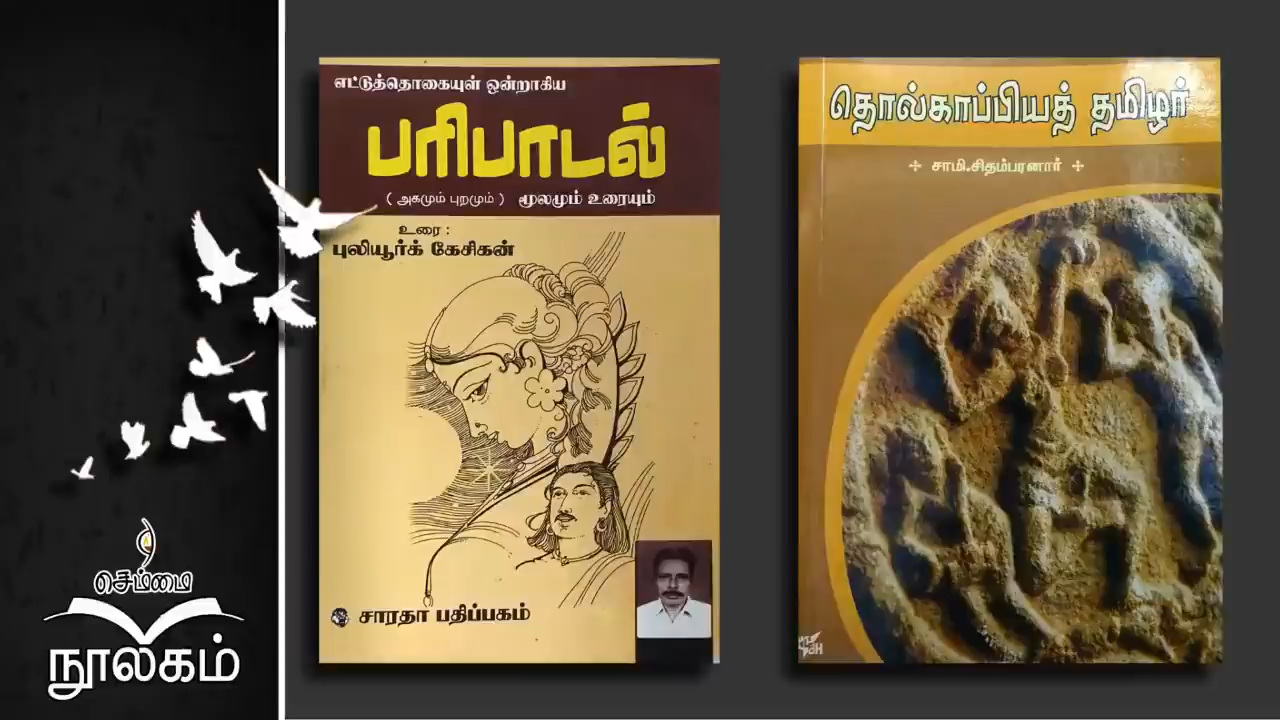 எட்டுத்தொகையுள் ஒன்றாகிய
பரிபாடல்
( அகமும் புறமும் ) மூலமும் உரையும்
உரை :
புலியூர்க் கேசிகன்
சாரதா பதிப்பகம்
தொல்காப்பியத் தமிழர்
சாமி.சிதம்பரனார்
செம்மை
நூலகம்